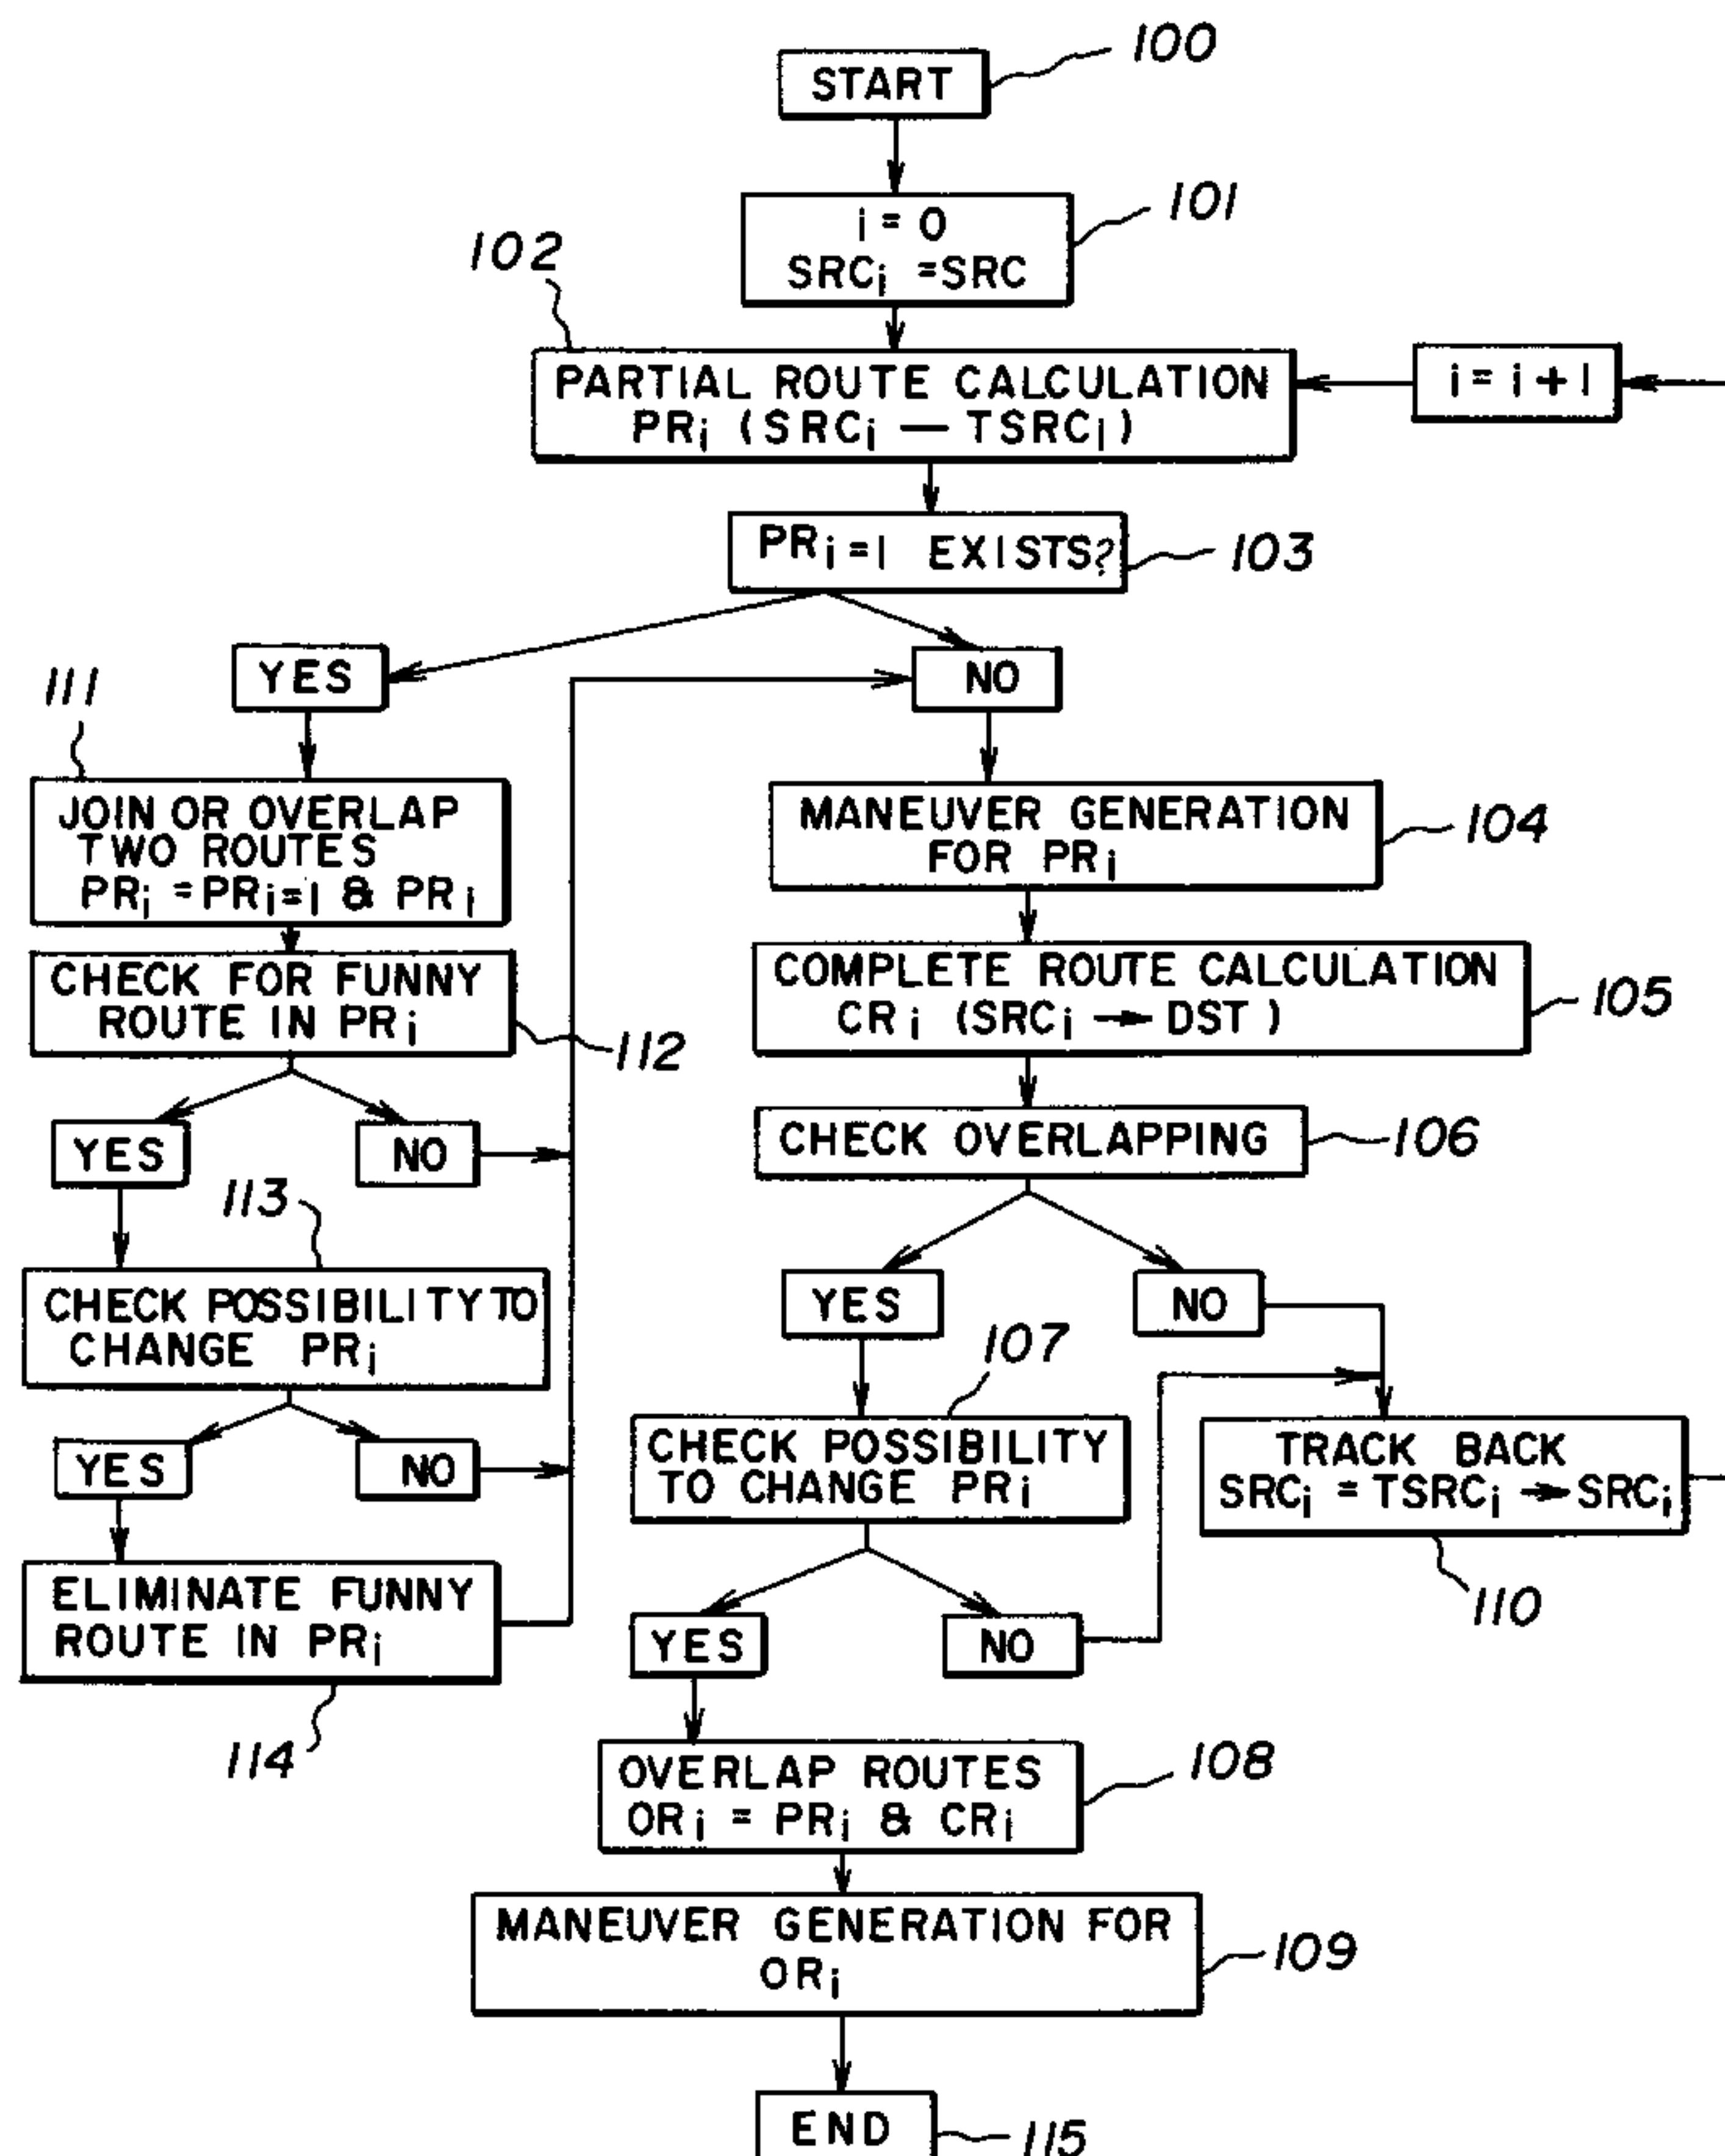 100
START
101
i = 0
SRCi =SRC
102
PARTIAL ROUTE CALCULATION
PRi (SRCi — TSRCi)
i = i + 1
PRi=1 EXISTS?
103
YES
NO
111
JOIN OR OVERLAP
TWO ROUTES
PRi =PRi=1 & PRi
MANEUVER GENERATION
FOR PRi
104
CHECK FOR FUNNY
ROUTE IN PRi
112
COMPLETE ROUTE CALCULATION
CRi (SRCi → DST )
105
YES
NO
CHECK OVERLAPPING
106
113
CHECK POSSIBILITY TO
CHANGE PRi
YES
NO
107
YES
NO
CHECK POSSIBILITY
TO CHANGE PRi
TRACK BACK
SRCi = TSRCi → SRCi
110
ELIMINATE FUNNY
ROUTE IN PRi
114
YES
NO
OVERLAP ROUTES
ORi = PRi & CRi
108
MANEUVER GENERATION FOR
ORi
109
END
115